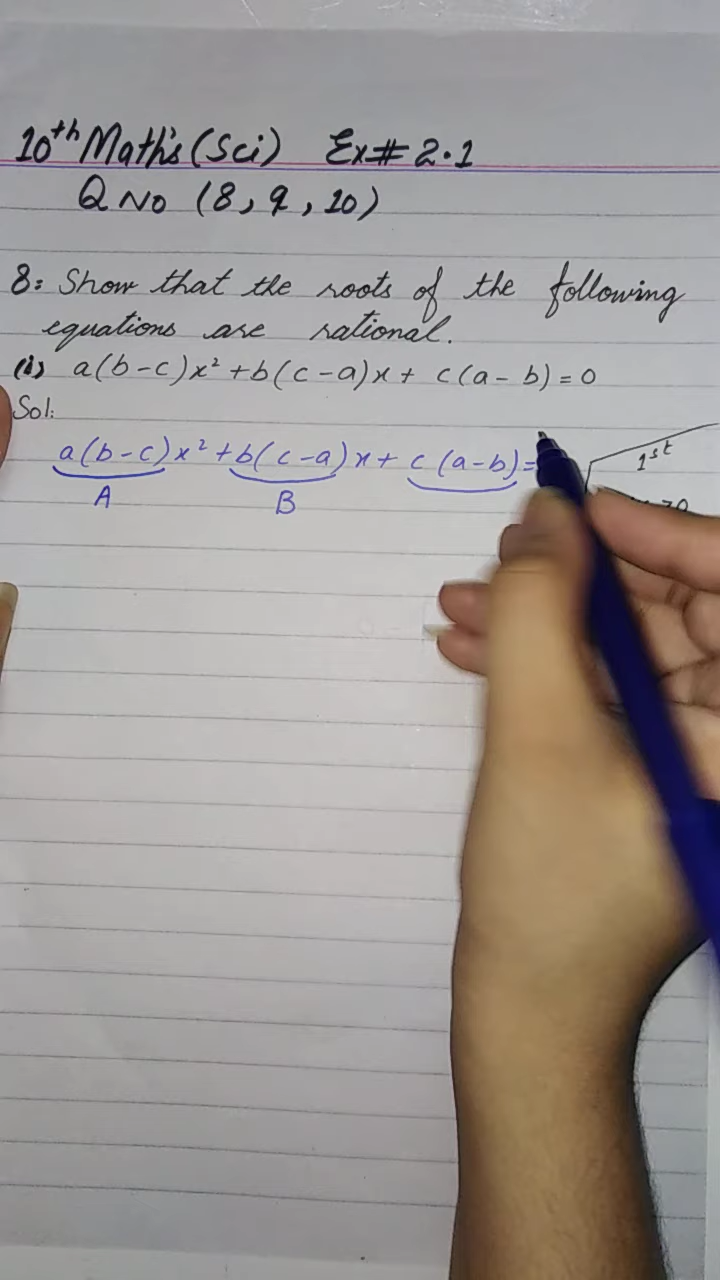 10th Math's (Sci) Ex# 2.1
Q No (8, 9, 10)
8: Show that the roots of the following
equations are rational.
(i) a(b-c)x² + b(c-a)x + c(a-b) = 0
Sol:
a(b-c)x² + b(c-a)x + c(a-b) =
A B
1st